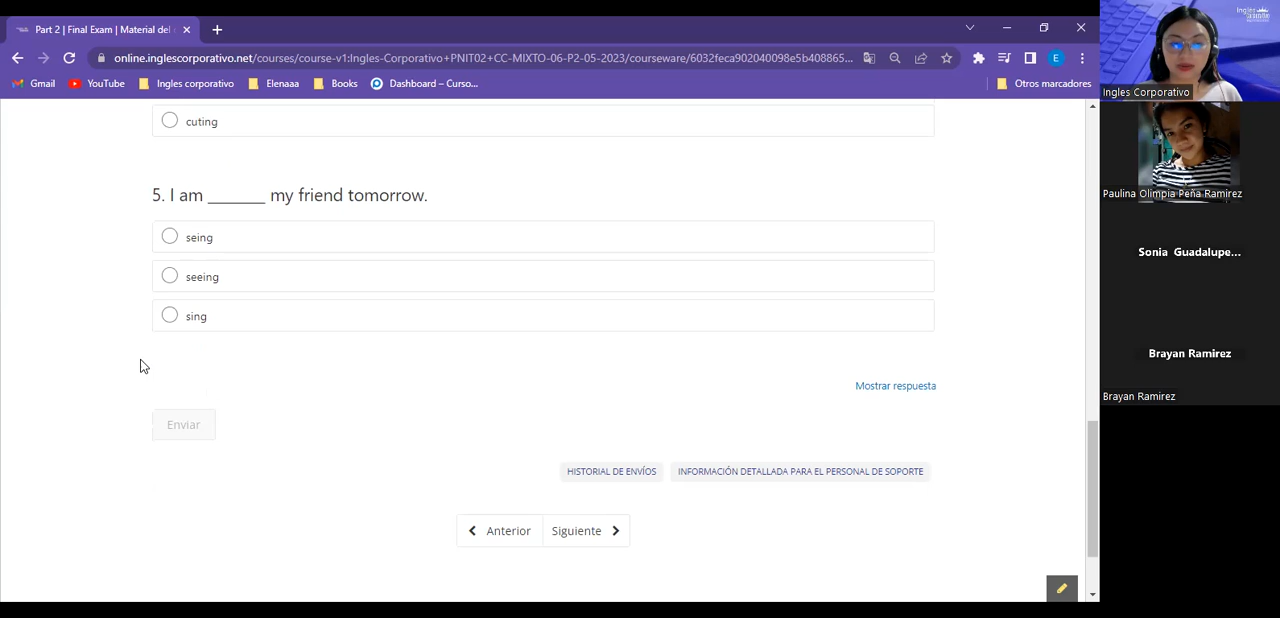 Part 2 | Final Exam | Material del
online.inglescorporativo.net/courses/course-v1:Ingles-Corporativo+PNIT02+CC-MIXTO-06-P2-05-2023/courseware/6032feca902040098e5b408865...
E
Gmail
YouTube
Ingles corporativo
Elenaaa
Books
Dashboard – Curso...
Otros marcadores
cuting
5. I am _______ my friend tomorrow.
seing
seeing
sing
Mostrar respuesta
Enviar
HISTORIAL DE ENVÍOS
INFORMACIÓN DETALLADA PARA EL PERSONAL DE SOPORTE
Anterior
Siguiente
Ingles Corporativo
Paulina Olimpia Peña Ramirez
Sonia Guadalupe...
Brayan Ramirez
Brayan Ramirez